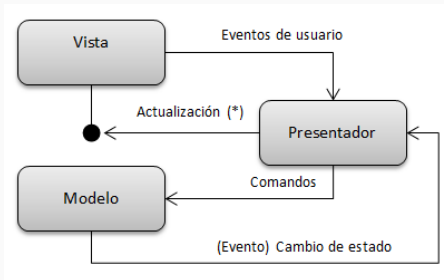 Vista
Eventos de usuario
Actualización (*)
Presentador
Comandos
Modelo
(Evento) Cambio de estado